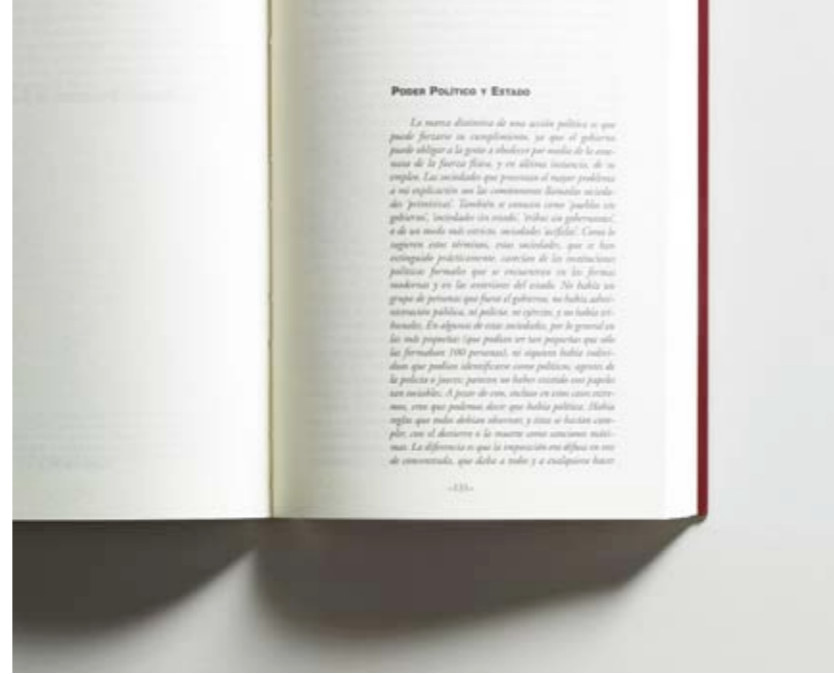 PODER POLÍTICO Y ESTADO
La marca distintiva de una acción política es que
puede forzarse su cumplimiento, ya que el gobierno
puede obligar a la gente a obedecer por medio de la ame-
naza de la fuerza física, y en última instancia, de su
empleo. Las sociedades que presentan el mayor problema
a mi explicación son las comúnmente llamadas socieda-
des 'primitivas'. También se conocen como 'pueblos sin
gobierno', 'sociedades sin estado', 'tribus sin gobernantes',
o de un modo más estricto, sociedades 'acéfalas'. Como lo
sugieren estos términos, estas sociedades, que se han
extinguido prácticamente, carecían de las instituciones
políticas formales que se encuentran en las formas
modernas y en las anteriores del estado. No había un
grupo de personas que fuera el gobierno, no había admi-
nistración pública, ni policía, ni ejército, y no había tri-
bunales. En algunas de estas sociedades, por lo general en
las más pequeñas (que podían ser tan pequeñas que sólo
las formaban 100 personas), ni siquiera había indivi-
duos que podían identificarse como políticos, agentes de
la policía o jueces; parecen no haber existido esos papeles
tan sociables. A pesar de esto, incluso en estos casos extre-
mos, creo que podemos decir que había política. Había
reglas que todos debían observar, y éstas se hacían cum-
plir, con el destierro o la muerte como sanciones máxi-
mas. La diferencia es que la imposición era difusa en vez
de concentrada, que daba a todos y a cualquiera hacer